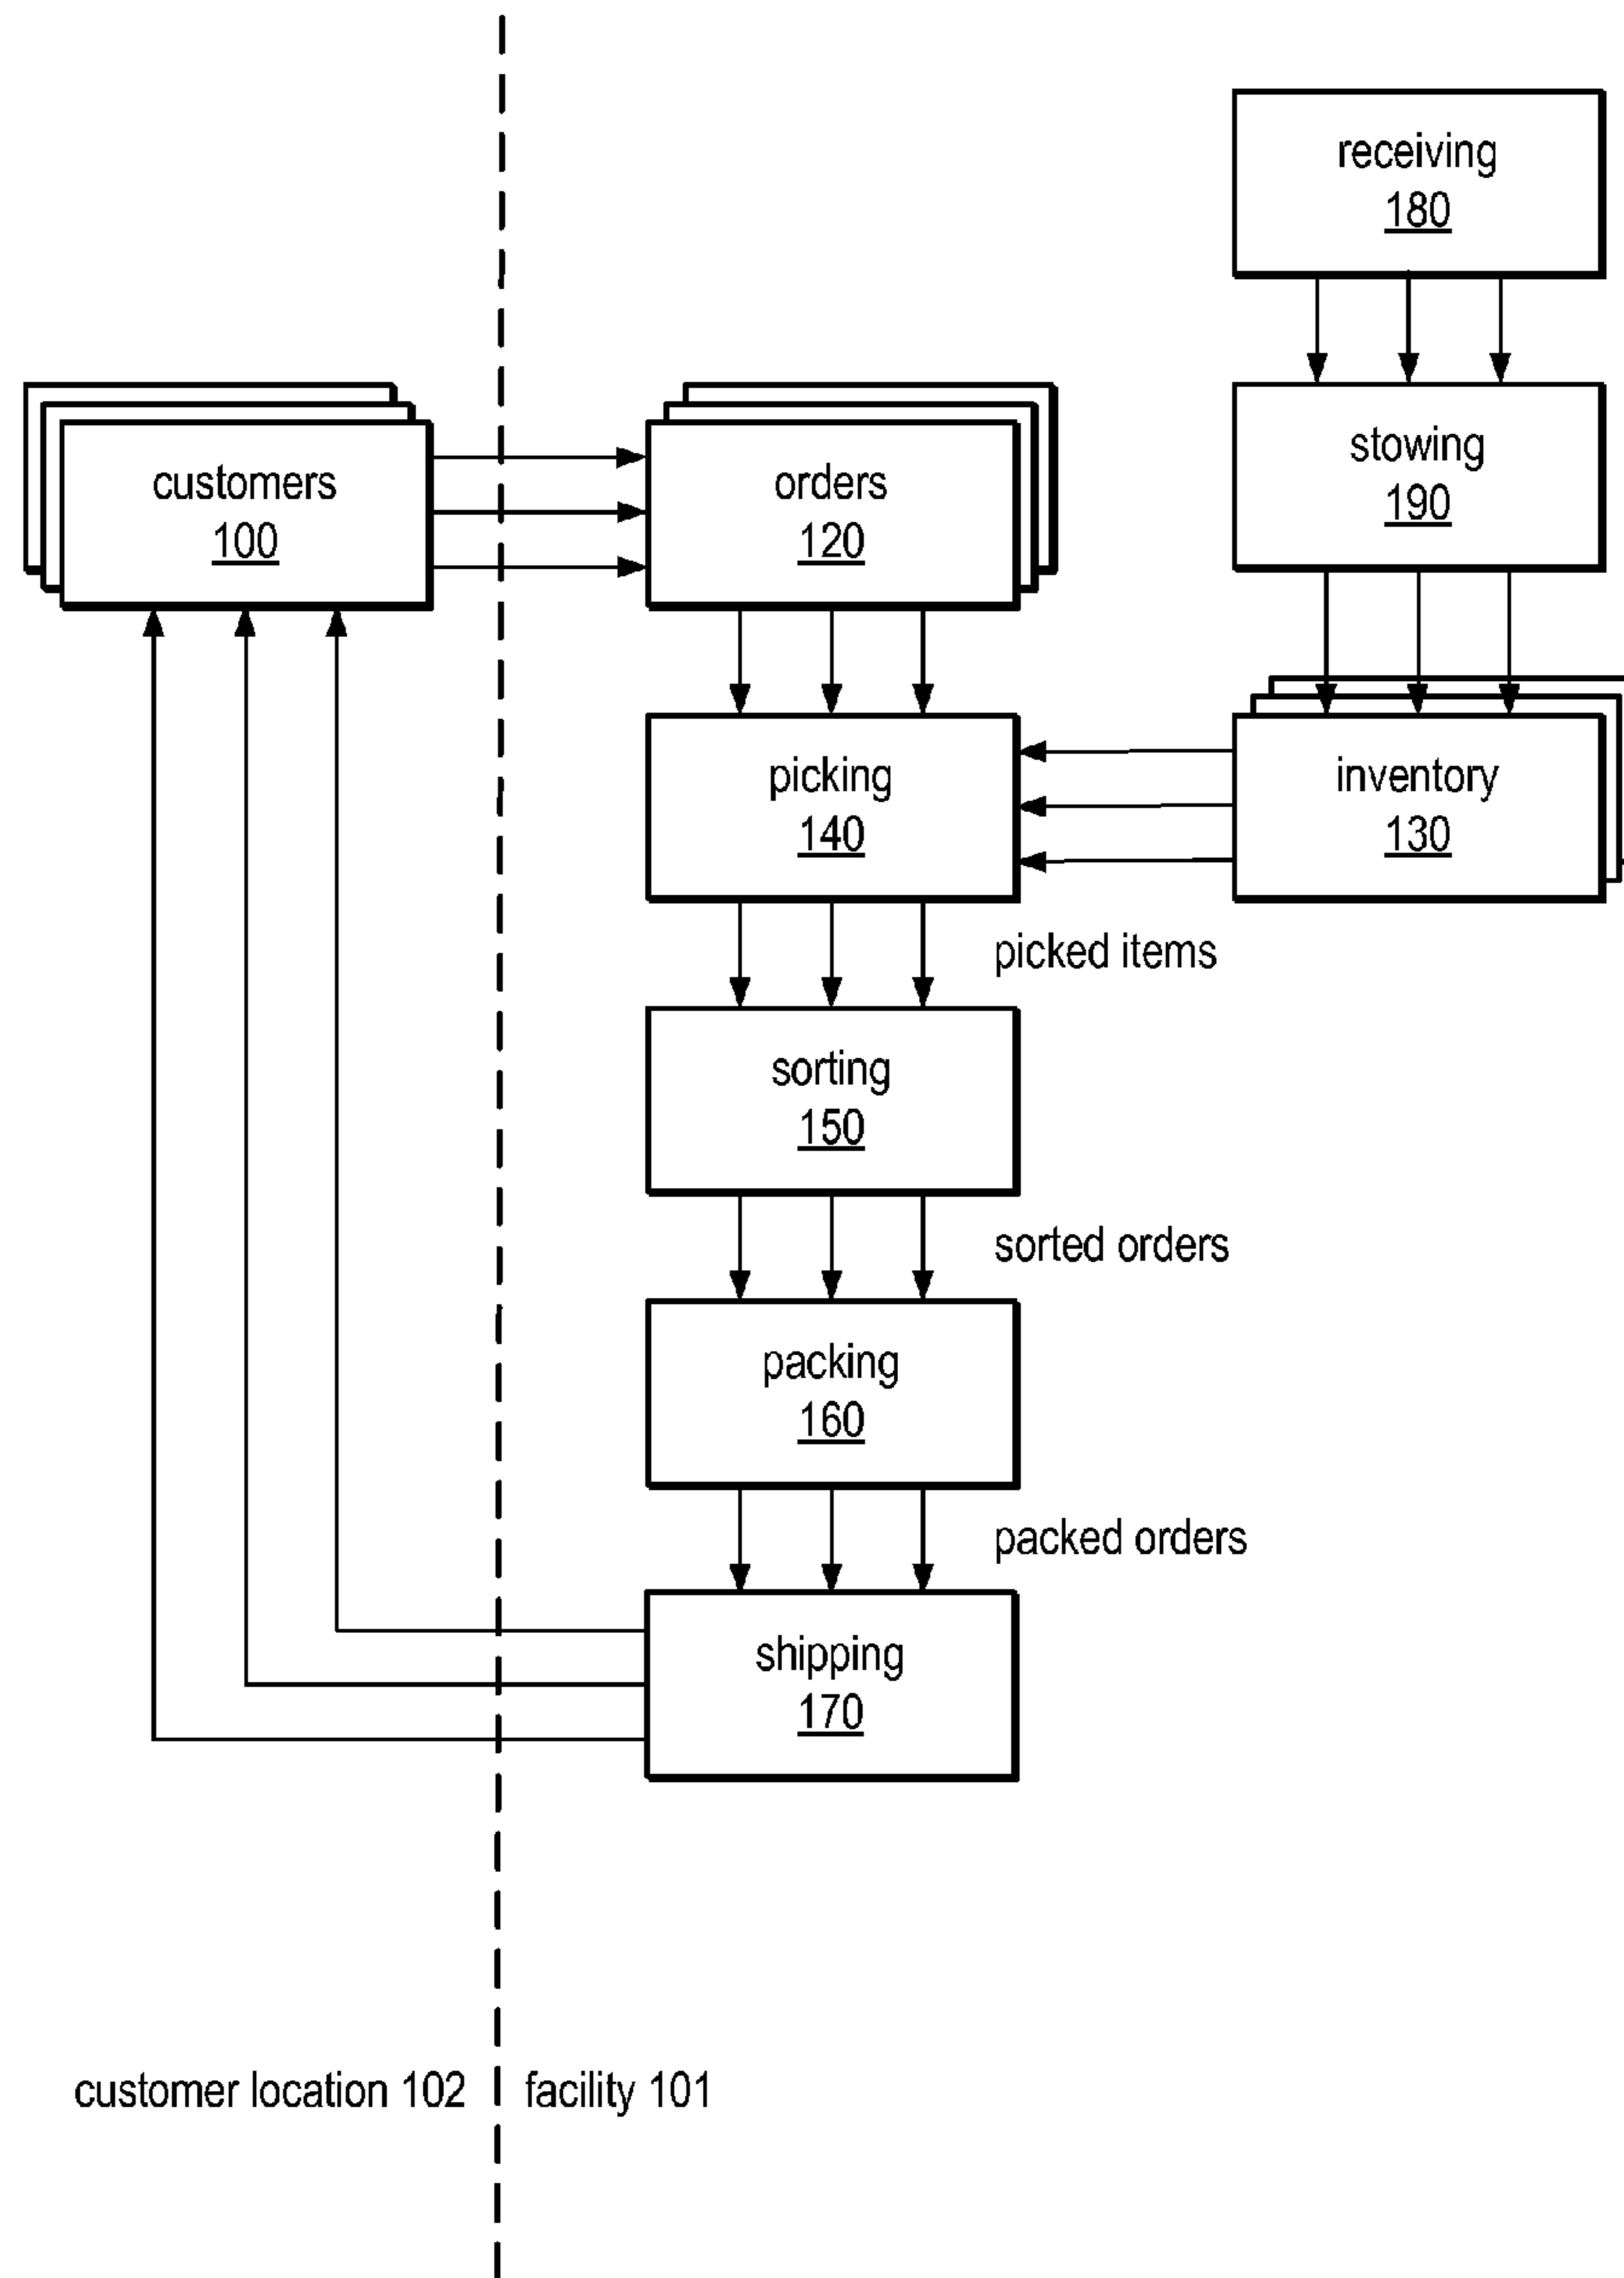 receiving
180
customers
100
orders
120
stowing
190
picking
140
inventory
130
picked items
sorting
150
sorted orders
packing
160
packed orders
shipping
170
customer location 102
facility 101